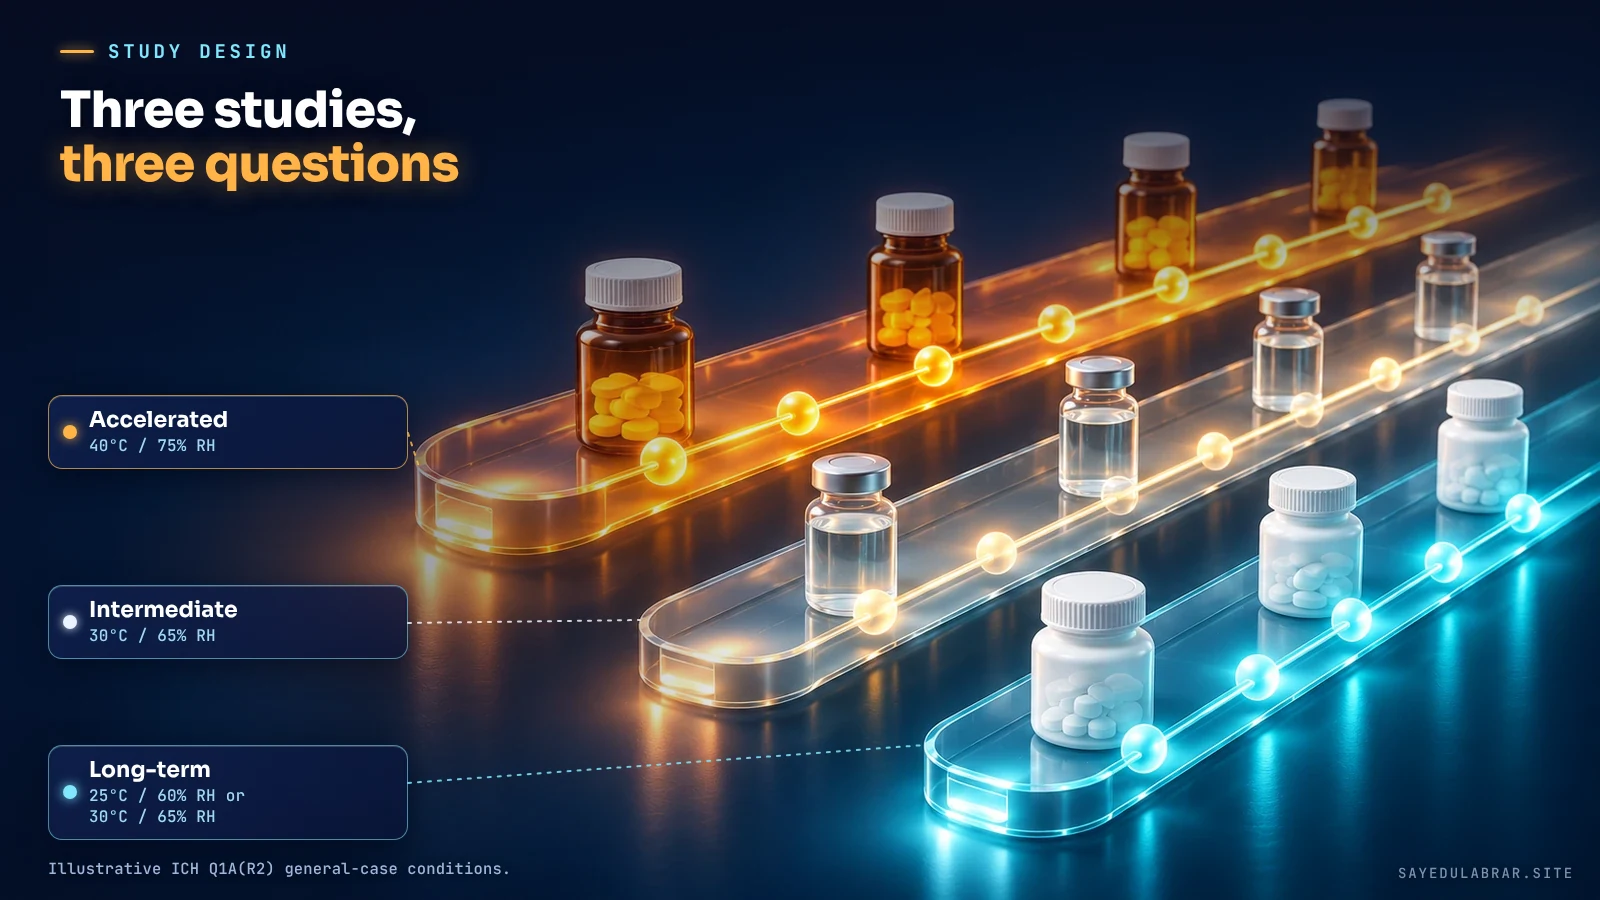 STUDY DESIGN
Three studies,
three questions
Accelerated
40°C / 75% RH
Intermediate
30°C / 65% RH
Long-term
25°C / 60% RH or
30°C / 65% RH
Illustrative ICH Q1A(R2) general-case conditions.
SAYEDULABRAR.SITE